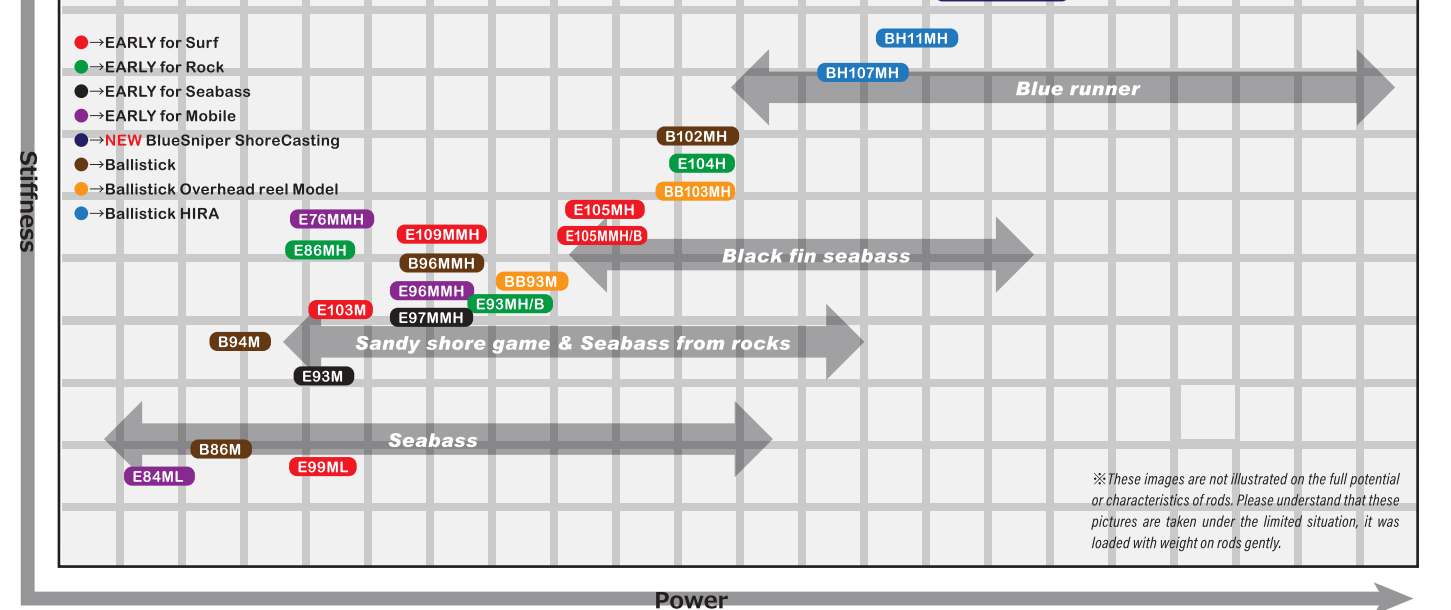 BH11MH
●→EARLY for Surf
●→EARLY for Rock
BH107MH
●→EARLY for Seabass
Blue runner
●→EARLY for Mobile
●→NEW BlueSniper ShoreCasting
B102MH
●→Ballistick
E104H
●→Ballistick Overhead reel Model
BB103MH
●→Ballistick HIRA
Stiffness
E76MMH
E105MH
E109MMH
E105MMH/B
E86MH
Black fin seabass
B96MMH
BB93M
E96MMH
E93MH/B
E103M
E97MMH
B94M
Sandy shore game & Seabass from rocks
E93M
Seabass
B86M
E99ML
E84ML
※These images are not illustrated on the full potential
or characteristics of rods. Please understand that these
pictures are taken under the limited situation, it was
loaded with weight on rods gently.
Power